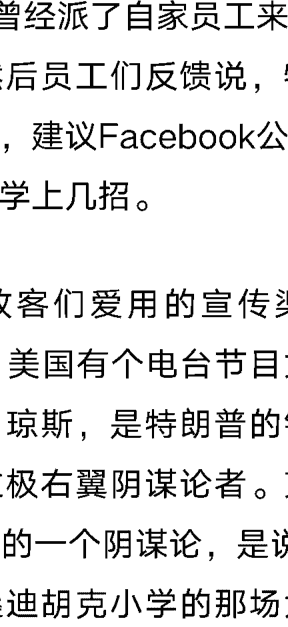 曾经派了自家员工来
后员工们反馈说，
，建议Facebook公
学上几招。
客们爱用的宣传渠
美国有个电台节目
琼斯，是特朗普的
极右翼阴谋论者。
的一个阴谋论，是说
迪胡克小学的那场